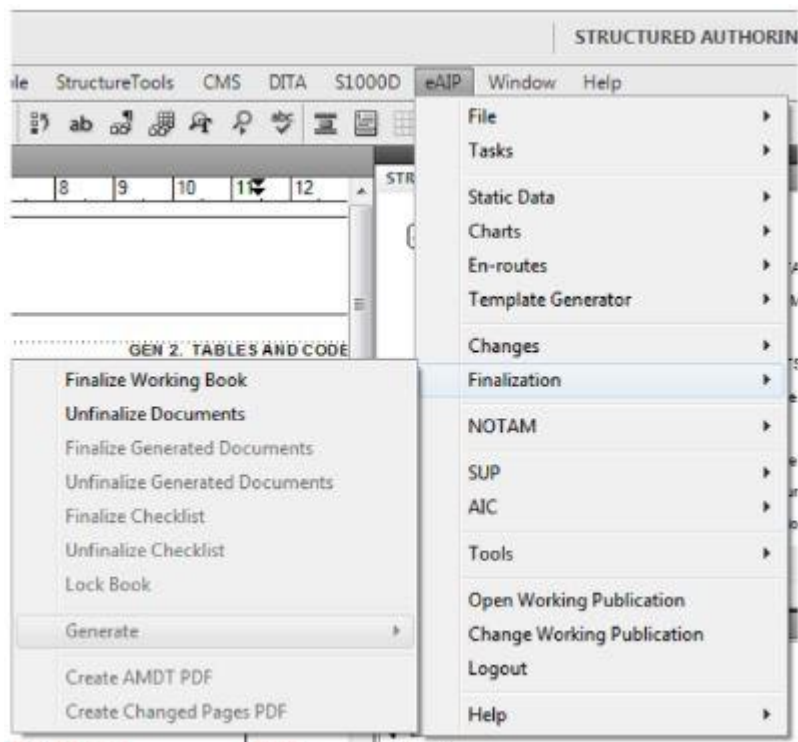 STRUCTURED AUTHORIN
le StructureTools CMS DITA S1000D eAIP Window Help
ab
abc
8 9 10 11 12
STR
GEN 2. TABLES AND CODE
File
Tasks
Static Data
Charts
En-routes
Template Generator
Changes
Finalization
NOTAM
SUP
AIC
Tools
Open Working Publication
Change Working Publication
Logout
Help
Finalize Working Book
Unfinalize Documents
Finalize Generated Documents
Unfinalize Generated Documents
Finalize Checklist
Unfinalize Checklist
Lock Book
Generate
Create AMDT PDF
Create Changed Pages PDF